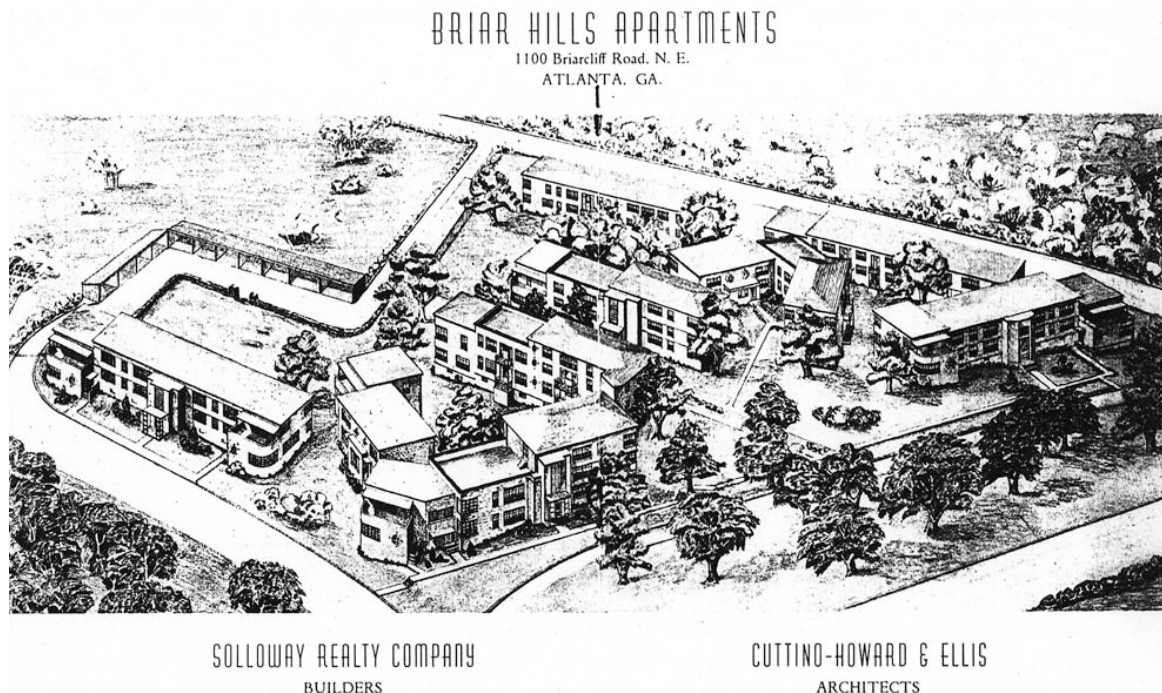 BRIAR HILLS APARTMENTS
1100 Briarcliff Road, N. E.
ATLANTA, GA.
SOLLOWAY REALTY COMPANY
BUILDERS
CUTTINO-HOWARD & ELLIS
ARCHITECTS